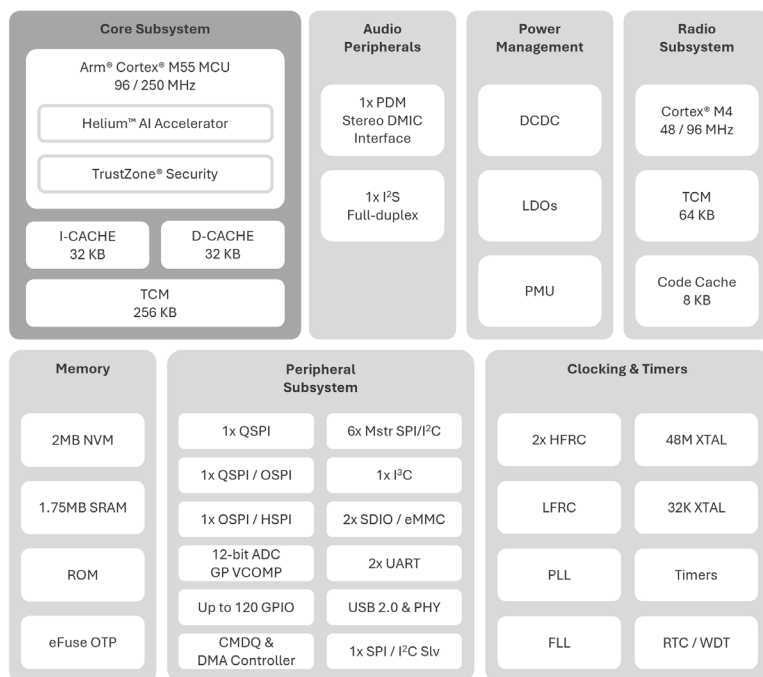 Core Subsystem
Arm® Cortex® M55 MCU
96 / 250 MHz
Helium™ AI Accelerator
TrustZone® Security
I-CACHE
32 KB
D-CACHE
32 KB
TCM
256 KB
Audio
Peripherals
1x PDM
Stereo DMIC
Interface
1x I²S
Full-duplex
Power
Management
DCDC
LDOs
PMU
Radio
Subsystem
Cortex® M4
48 / 96 MHz
TCM
64 KB
Code Cache
8 KB
Memory
2MB NVM
1.75MB SRAM
ROM
eFuse OTP
Peripheral
Subsystem
1x QSPI
6x Mstr SPI/I²C
1x QSPI / OSPI
1x I³C
1x OSPI / HSPI
2x SDIO / eMMC
12-bit ADC
GP VCOMP
2x UART
Up to 120 GPIO
USB 2.0 & PHY
CMDQ &
DMA Controller
1x SPI / I²C Slv
Clocking & Timers
2x HFRC
48M XTAL
LFRC
32K XTAL
PLL
Timers
FLL
RTC / WDT